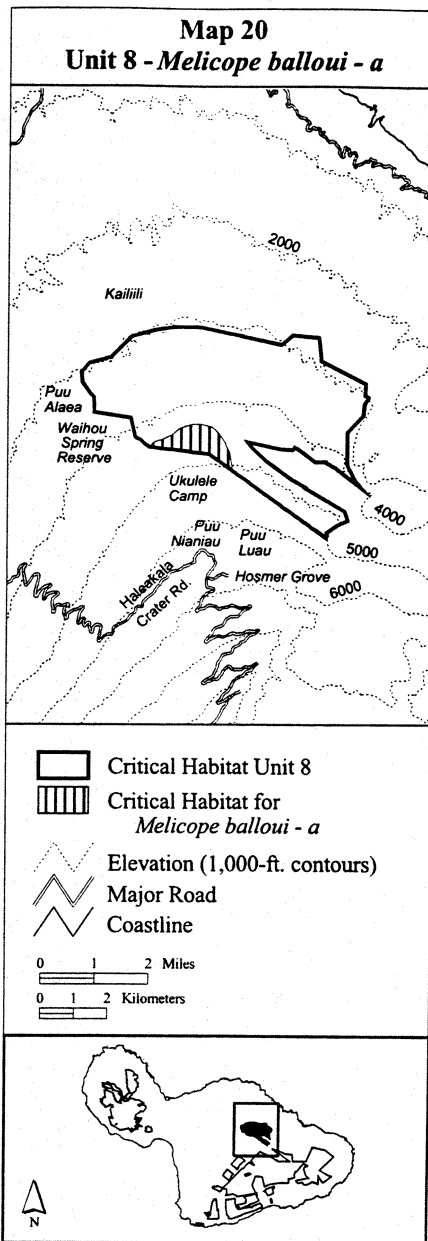 Map 20
Unit 8 - Melicope balloui - a
2000
Kailiili
Puu
Alaea
Waihou
Spring
Reserve
Ukulele
Camp
4000
Puu
Nianiau
Puu
Luau
5000
Haleakala
Crater Rd.
Hosmer Grove
6000
Critical Habitat Unit 8
Critical Habitat for
Melicope balloui - a
Elevation (1,000-ft. contours)
Major Road
Coastline
0 1 2 Miles
0 1 2 Kilometers
N